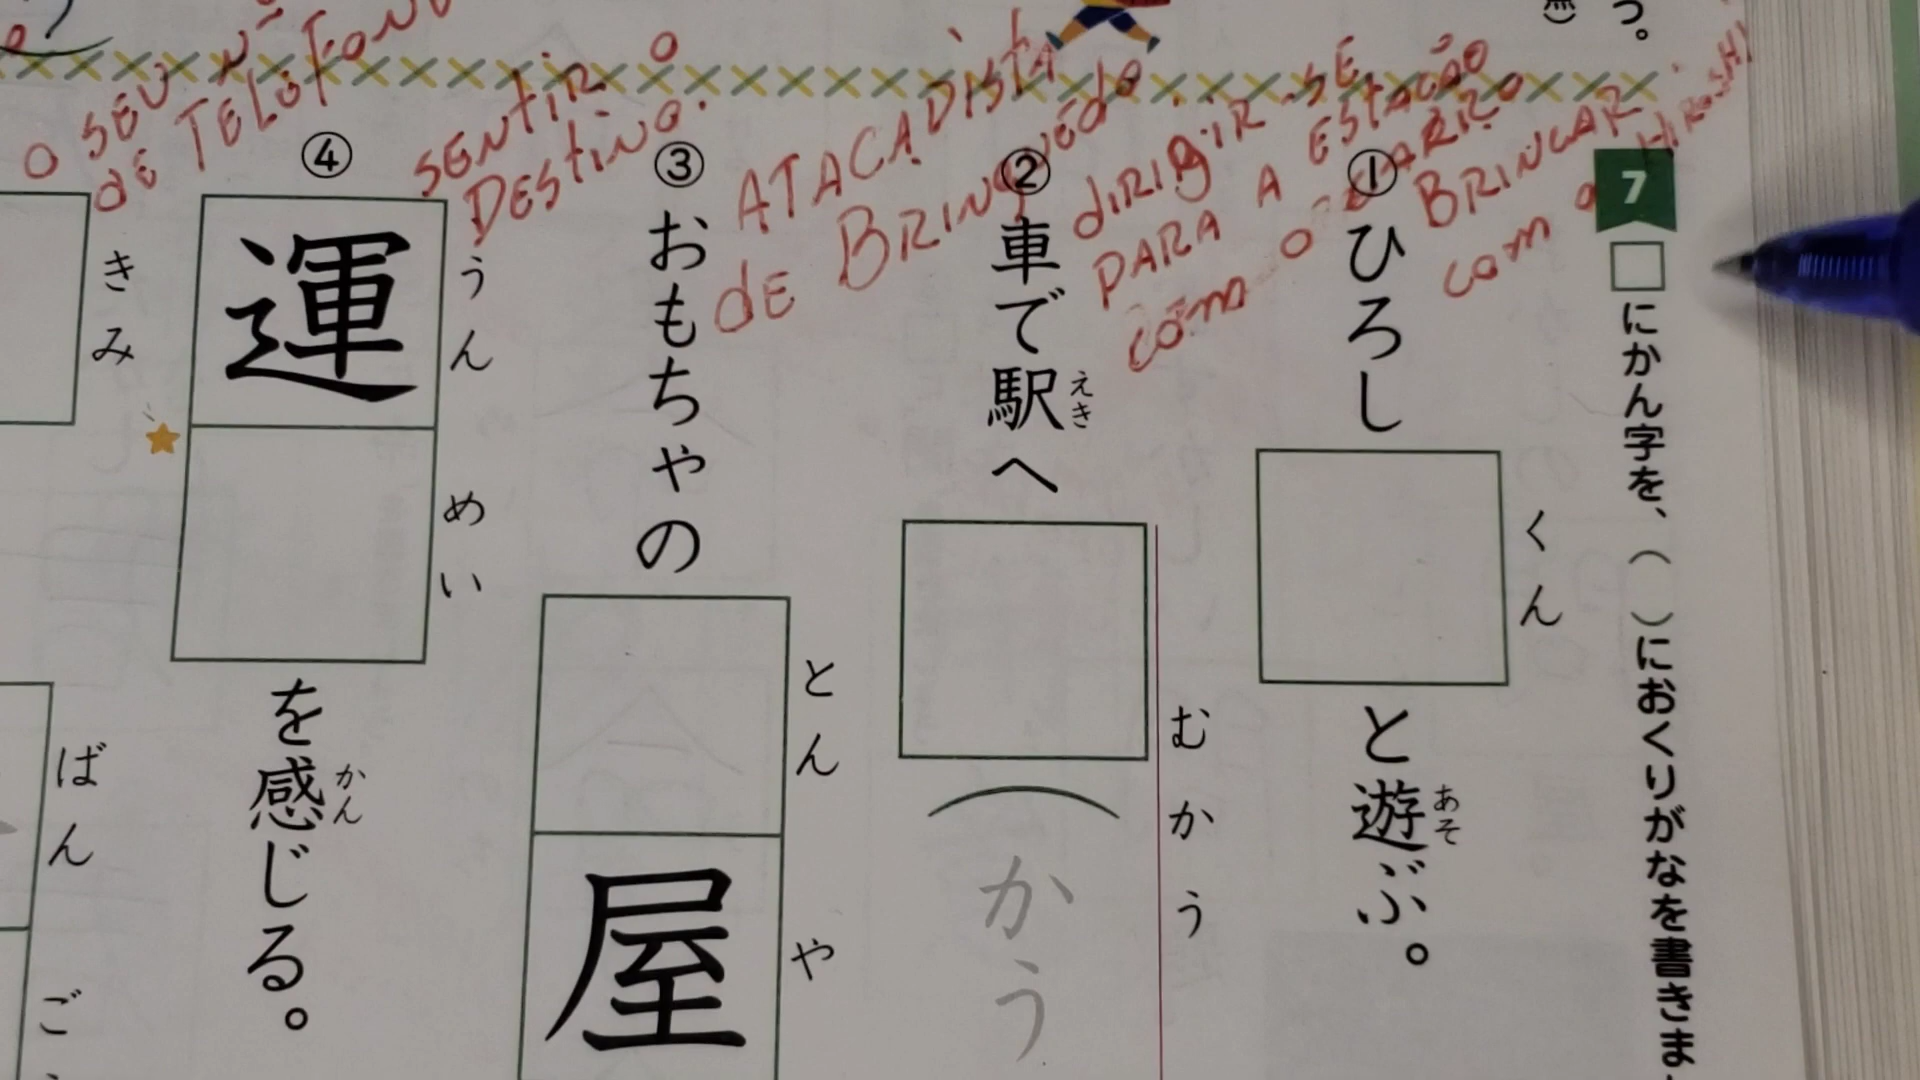 つ。
7
□にかん字を、（　）におくりがなを書きま
①ひろし□と遊ぶ。
くん
あそ
②車で駅へ□（かう
えき
むかう
③おもちゃの□屋
とん
や
④運□を感じる。
うん
めい
かん
きみ
ばん
ご
BRINCAR
com o
HIROSHI
dIRIgIR-SE
PARA A ESTAÇÃO
com o CARRO
ATACADISTA
dE BRINQUEdO
SENtIR O
DEStINO.
O SEU Nº
dE TELEFONE